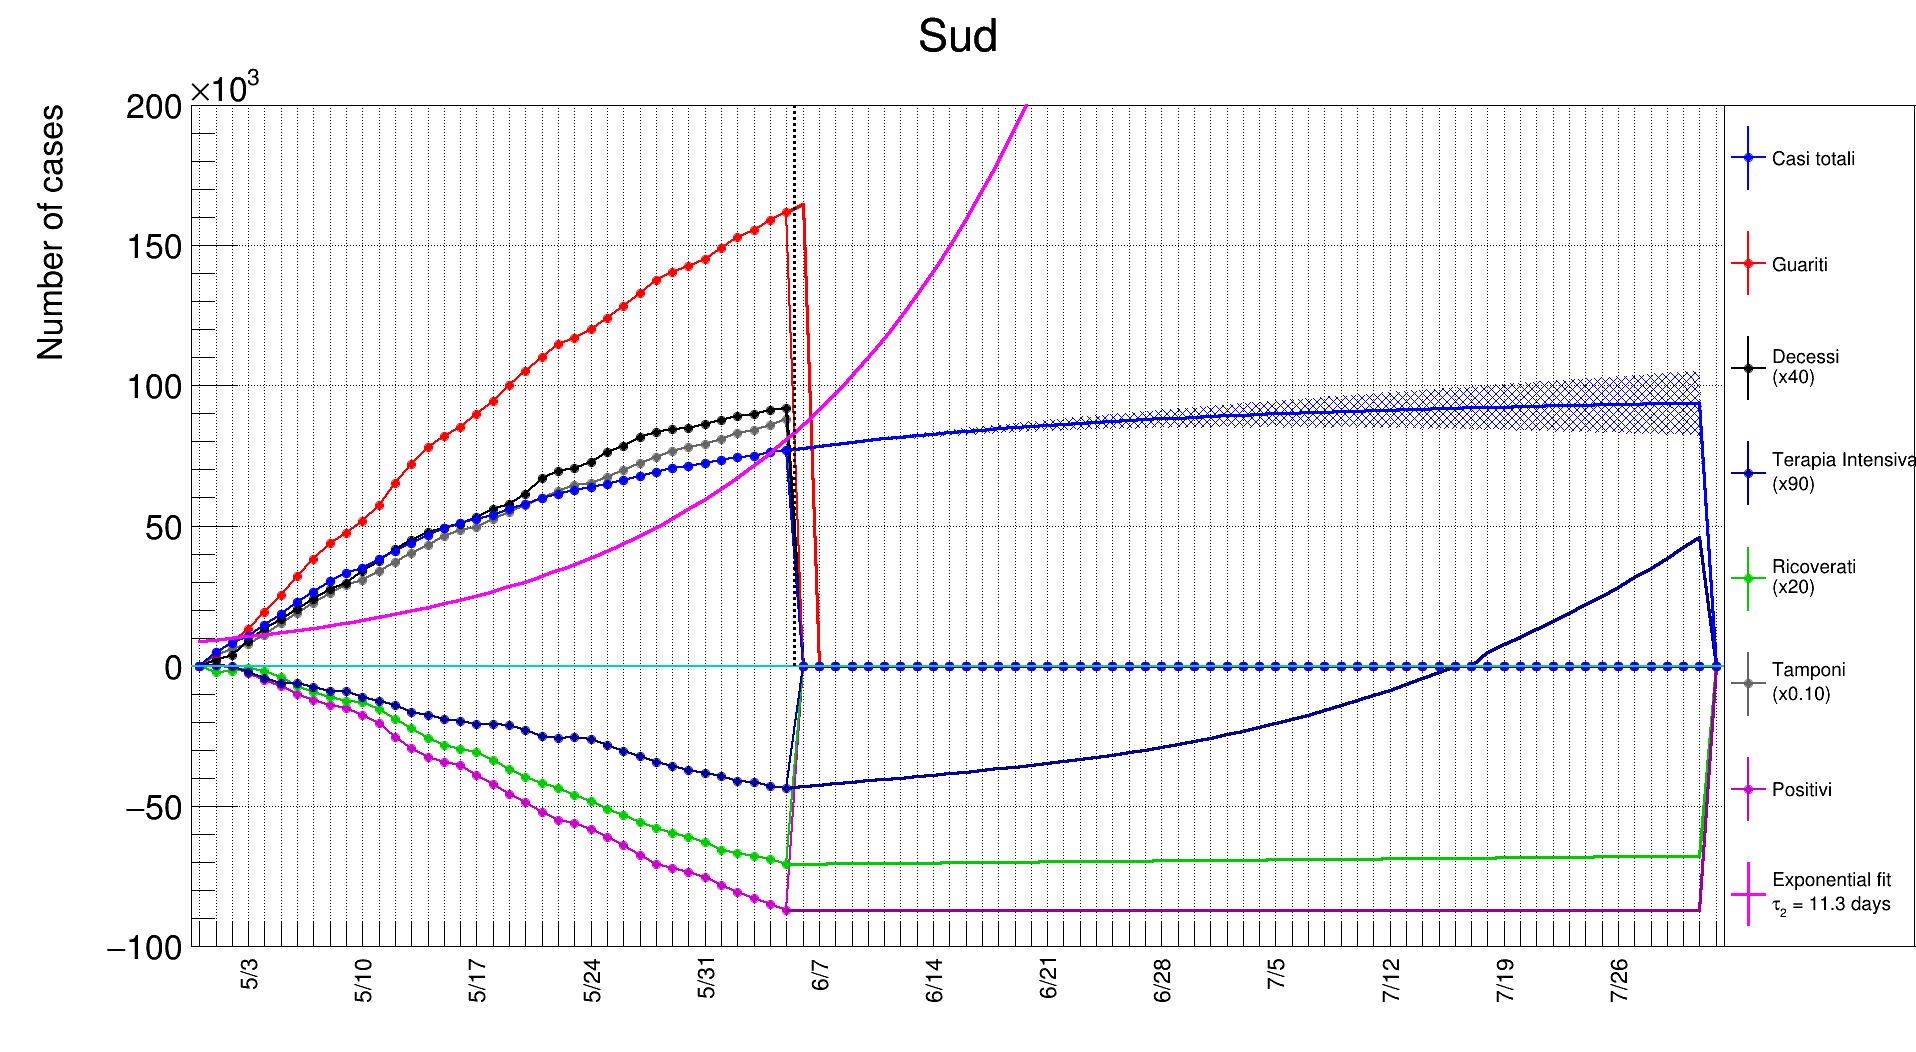 Sud
×10³
Number of cases
200
150
100
50
0
−50
−100
5/3
5/10
5/17
5/24
5/31
6/7
6/14
6/21
6/28
7/5
7/12
7/19
7/26
Casi totali
Guariti
Decessi
(x40)
Terapia Intensiva
(x90)
Ricoverati
(x20)
Tamponi
(x0.10)
Positivi
Exponential fit
τ₂ = 11.3 days